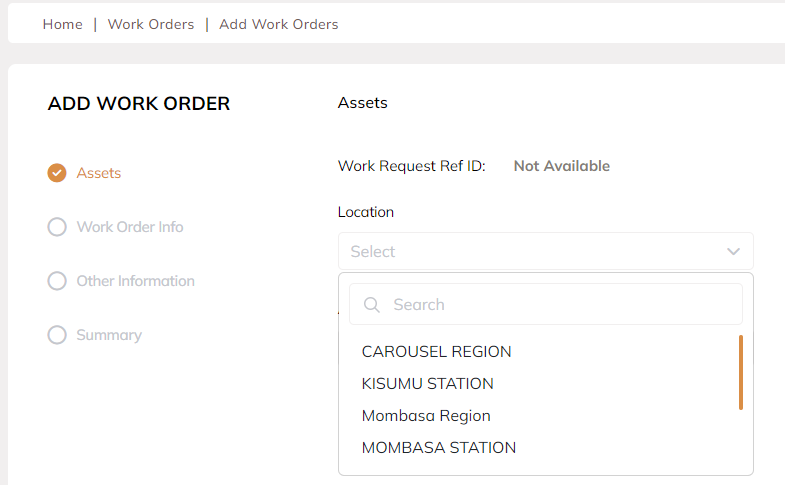 Home | Work Orders | Add Work Orders
ADD WORK ORDER
Assets
Work Order Info
Other Information
Summary
Assets
Work Request Ref ID: Not Available
Location
Select
Search
CAROUSEL REGION
KISUMU STATION
Mombasa Region
MOMBASA STATION